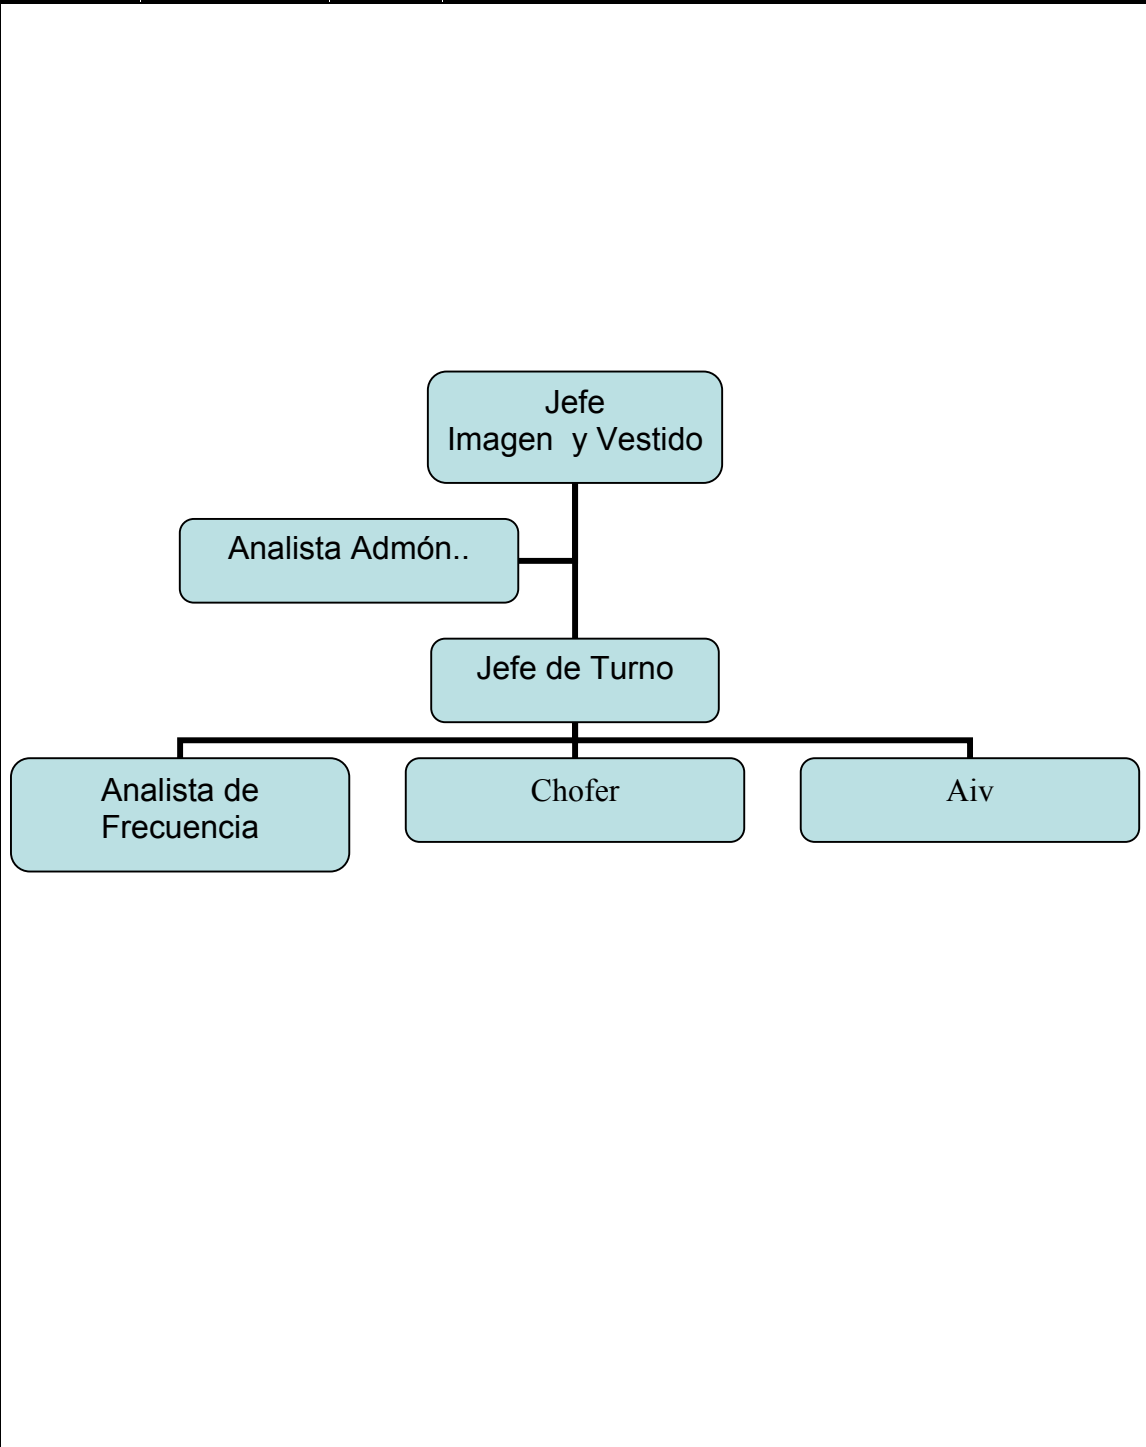 Jefe
Imagen  y Vestido
Analista Admón..
Jefe de Turno
Analista de
Frecuencia
Chofer
Aiv